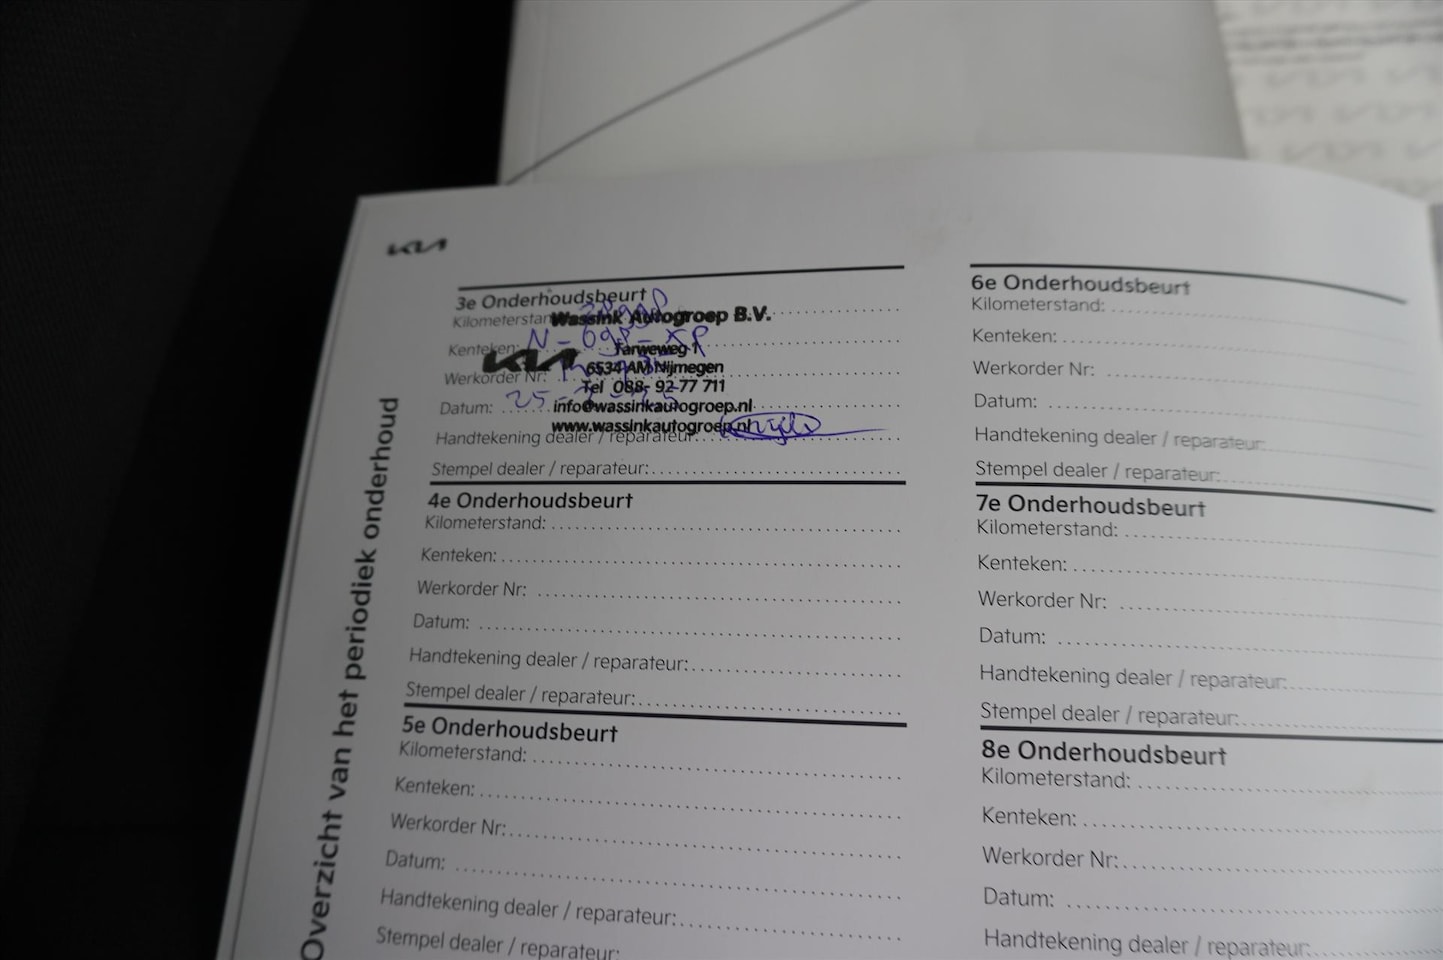 KIA
Overzicht van het periodiek onderhoud
3e Onderhoudsbeurt
Kilometerstand:
Wassink Autogroep B.V.
Kenteken: N-698-XP
Tarweweg 1
KIA
6534 AM Nijmegen
Werkorder Nr:
Tel 088- 92 77 711
Datum: 25-
info@wassinkautogroep.nl
www.wassinkautogroep.nl
Handtekening dealer / reparateur:
Stempel dealer / reparateur:
4e Onderhoudsbeurt
Kilometerstand:
Kenteken:
Werkorder Nr:
Datum:
Handtekening dealer / reparateur:
Stempel dealer / reparateur:
5e Onderhoudsbeurt
Kilometerstand:
Kenteken:
Werkorder Nr:
Datum:
Handtekening dealer / reparateur:
Stempel dealer / reparateur:
6e Onderhoudsbeurt
Kilometerstand:
Kenteken:
Werkorder Nr:
Datum:
Handtekening dealer / reparateur:
Stempel dealer / reparateur:
7e Onderhoudsbeurt
Kilometerstand:
Kenteken:
Werkorder Nr:
Datum:
Handtekening dealer / reparateur:
Stempel dealer / reparateur:
8e Onderhoudsbeurt
Kilometerstand:
Kenteken:
Werkorder Nr:
Datum:
Handtekening dealer / reparateur: